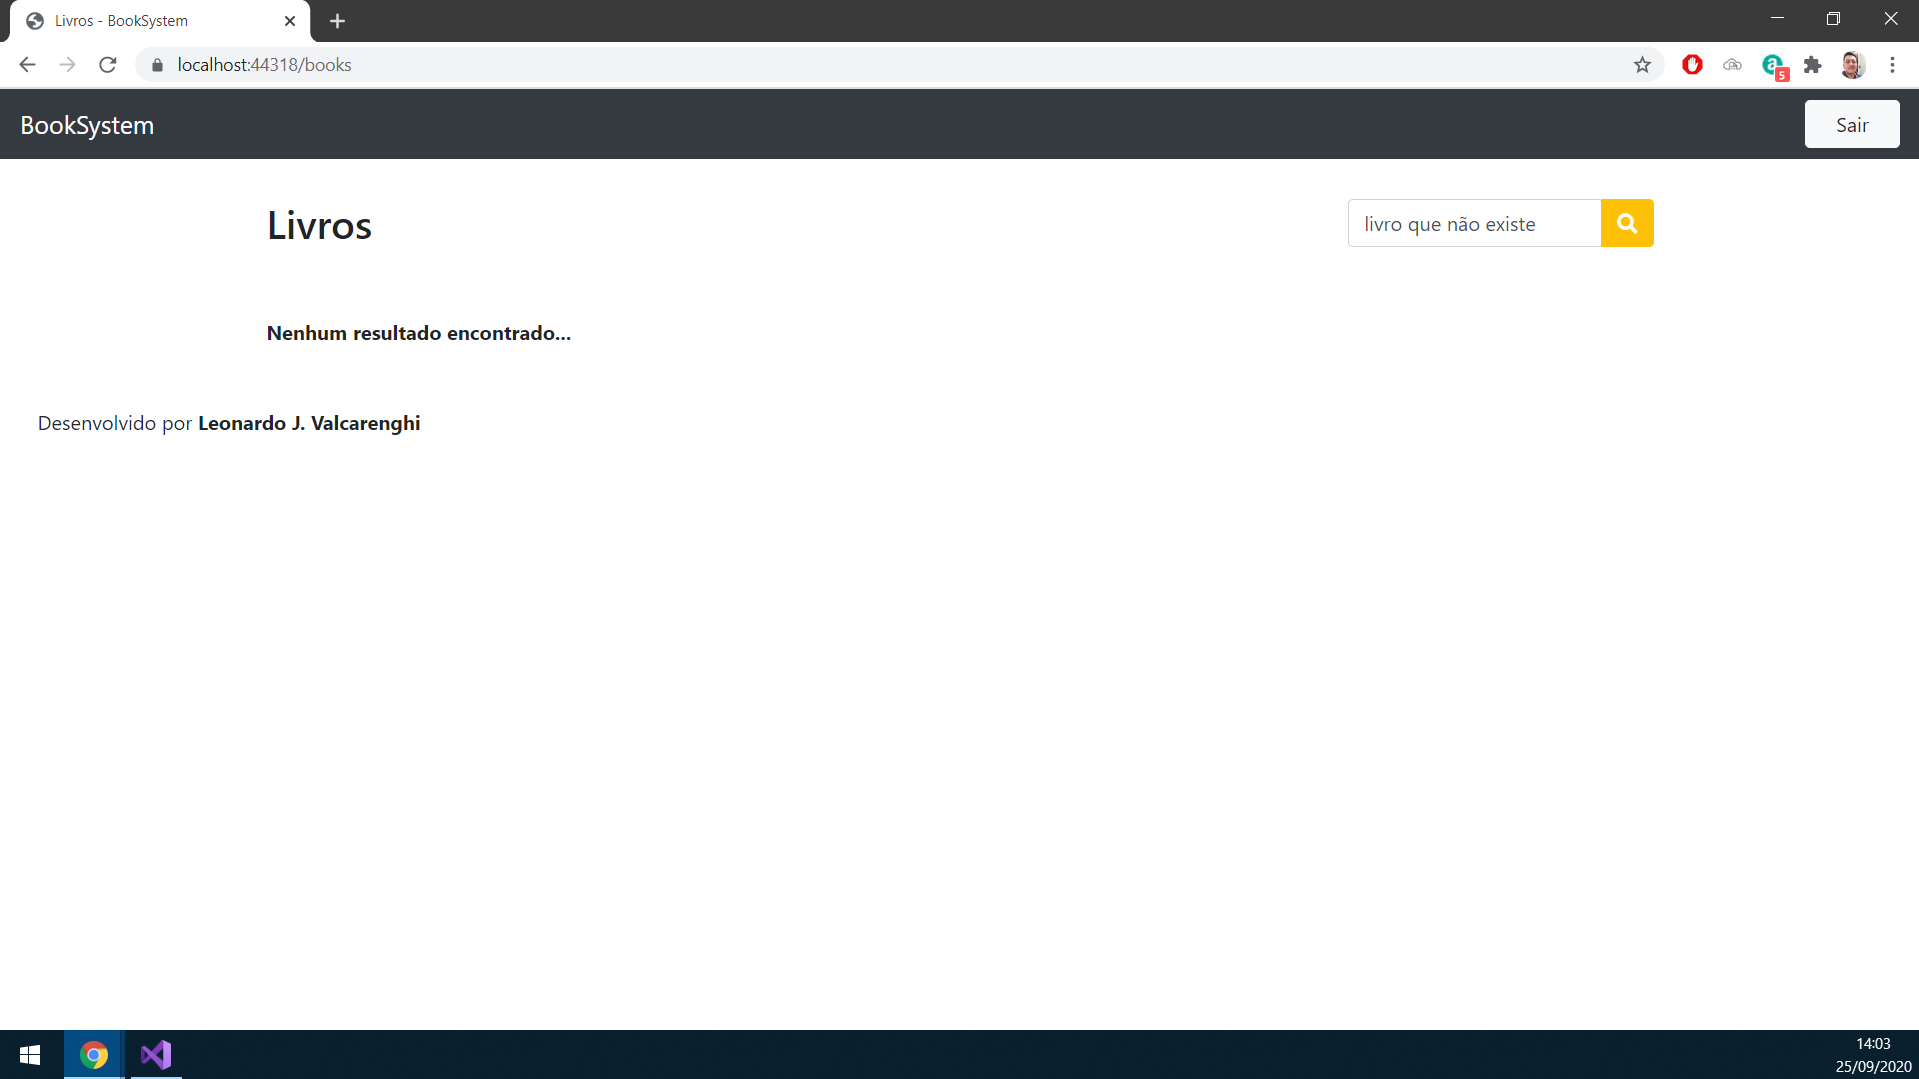 Livros - BookSystem
localhost:44318/books
5
BookSystem
Sair
Livros
livro que não existe
Nenhum resultado encontrado...
Desenvolvido por Leonardo J. Valcarenghi
14:03
25/09/2020